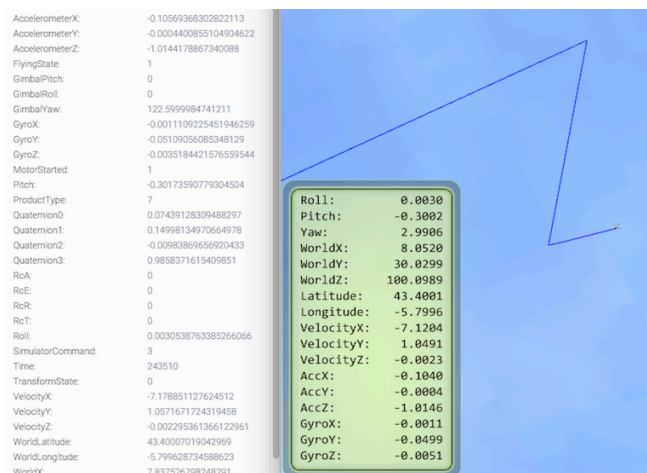 AccelerometerX: -0.10569368302822113
AccelerometerY: -0.0004400855104904622
AccelerometerZ: -1.0144178867340088
FlyingState: 1
GimbalPitch: 0
GimbalRoll: 0
GimbalYaw: 122.5999984741211
GyroX: -0.0011109225451946259
GyroY: -0.05109056085348129
GyroZ: -0.0035184421576559544
MotorStarted: 1
Pitch: -0.30173590779304504
ProductType: 7
Quaternion0: 0.07439128309488297
Quaternion1: 0.14998134970664978
Quaternion2: -0.00983869656920433
Quaternion3: 0.9858371615409851
RcA: 0
RcE: 0
RcR: 0
RcT: 0
Roll: 0.0030538763385266066
SimulatorCommand: 3
Time: 243510
TransformState: 0
VelocityX: -7.178851127624512
VelocityY: 1.0571671724319458
VelocityZ: -0.002295361366122961
WorldLatitude: 43.40007019042969
WorldLongitude: -5.799628734588623
WorldX: 7.837526798248291
Roll: 0.0030
Pitch: -0.3002
Yaw: 2.9906
WorldX: 8.0520
WorldY: 30.0299
WorldZ: 100.0989
Latitude: 43.4001
Longitude: -5.7996
VelocityX: -7.1204
VelocityY: 1.0491
VelocityZ: -0.0023
AccX: -0.1040
AccY: -0.0004
AccZ: -1.0146
GyroX: -0.0011
GyroY: -0.0499
GyroZ: -0.0051